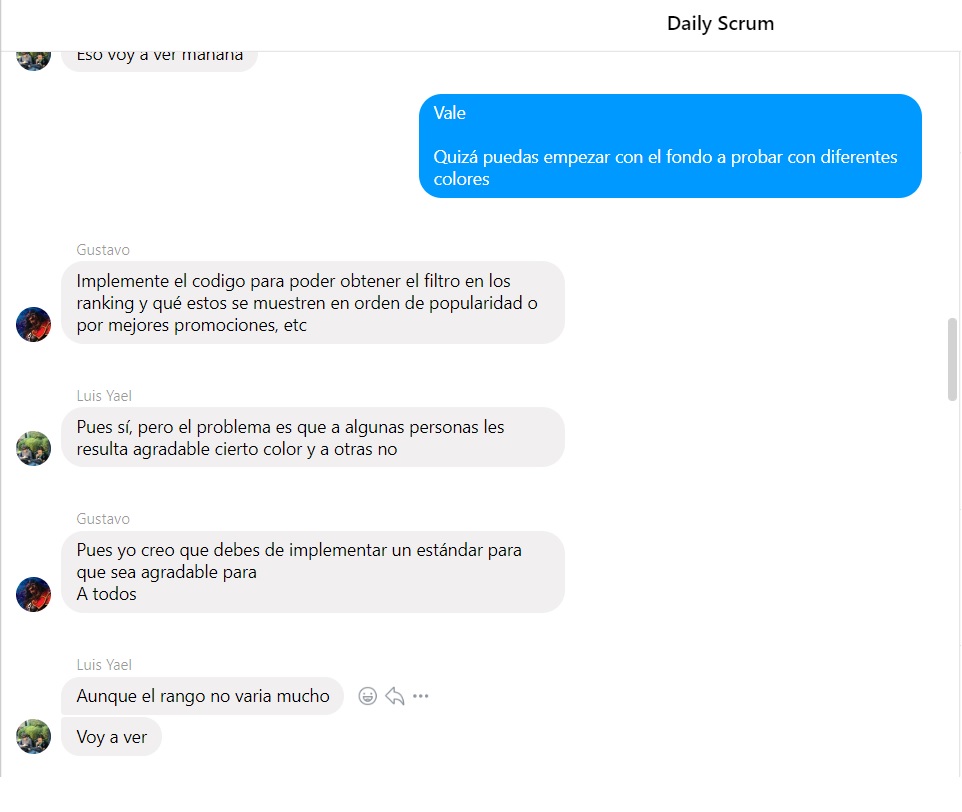 Daily Scrum
Eso voy a ver mañana
Vale
Quizá puedas empezar con el fondo a probar con diferentes
colores
Gustavo
Implemente el codigo para poder obtener el filtro en los
ranking y qué estos se muestren en orden de popularidad o
por mejores promociones, etc
Luis Yael
Pues sí, pero el problema es que a algunas personas les
resulta agradable cierto color y a otras no
Gustavo
Pues yo creo que debes de implementar un estándar para
que sea agradable para
A todos
Luis Yael
Aunque el rango no varia mucho
Voy a ver